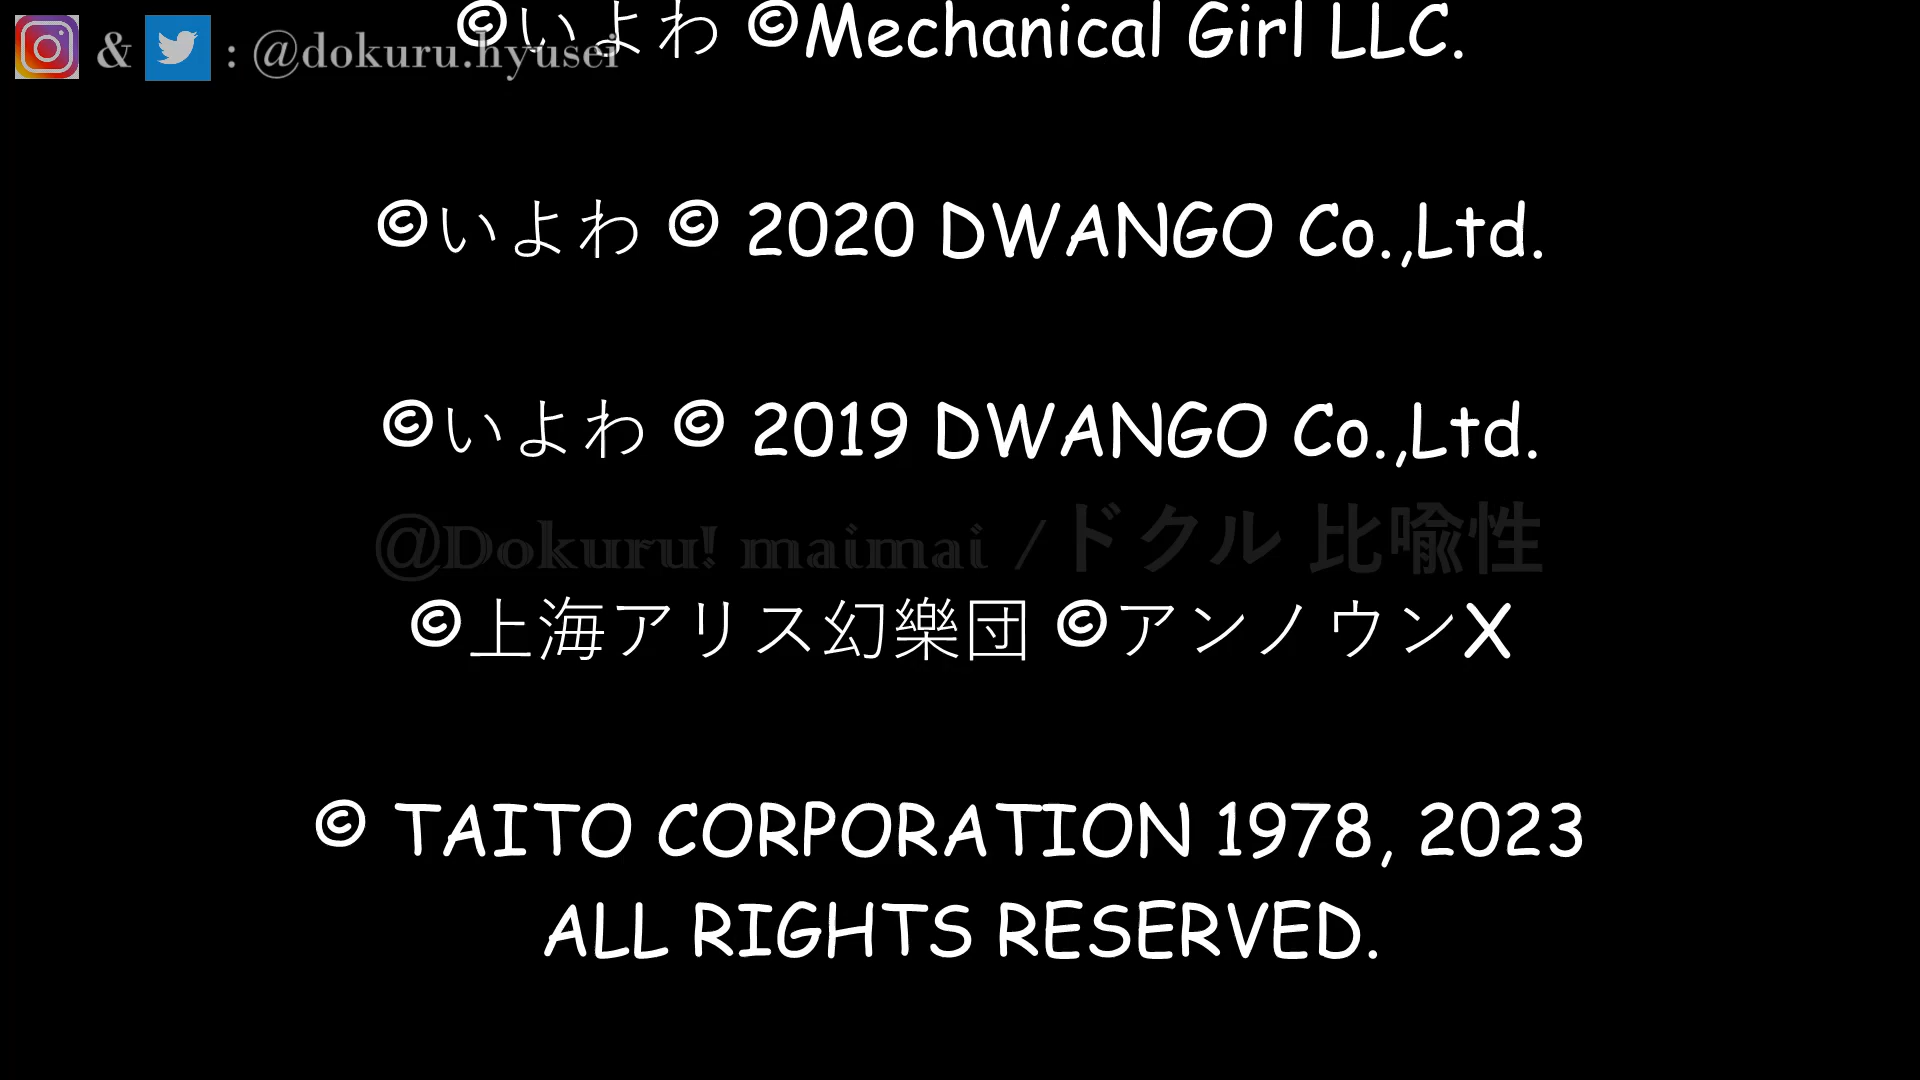 ©いよわ ©Mechanical Girl LLC.
& : @dokuru.hyusei
©いよわ © 2020 DWANGO Co.,Ltd.
©いよわ © 2019 DWANGO Co.,Ltd.
@Dokuru! maimai /ドクル 比喩性
©上海アリス幻樂団 ©アンノウンX
© TAITO CORPORATION 1978, 2023
ALL RIGHTS RESERVED.